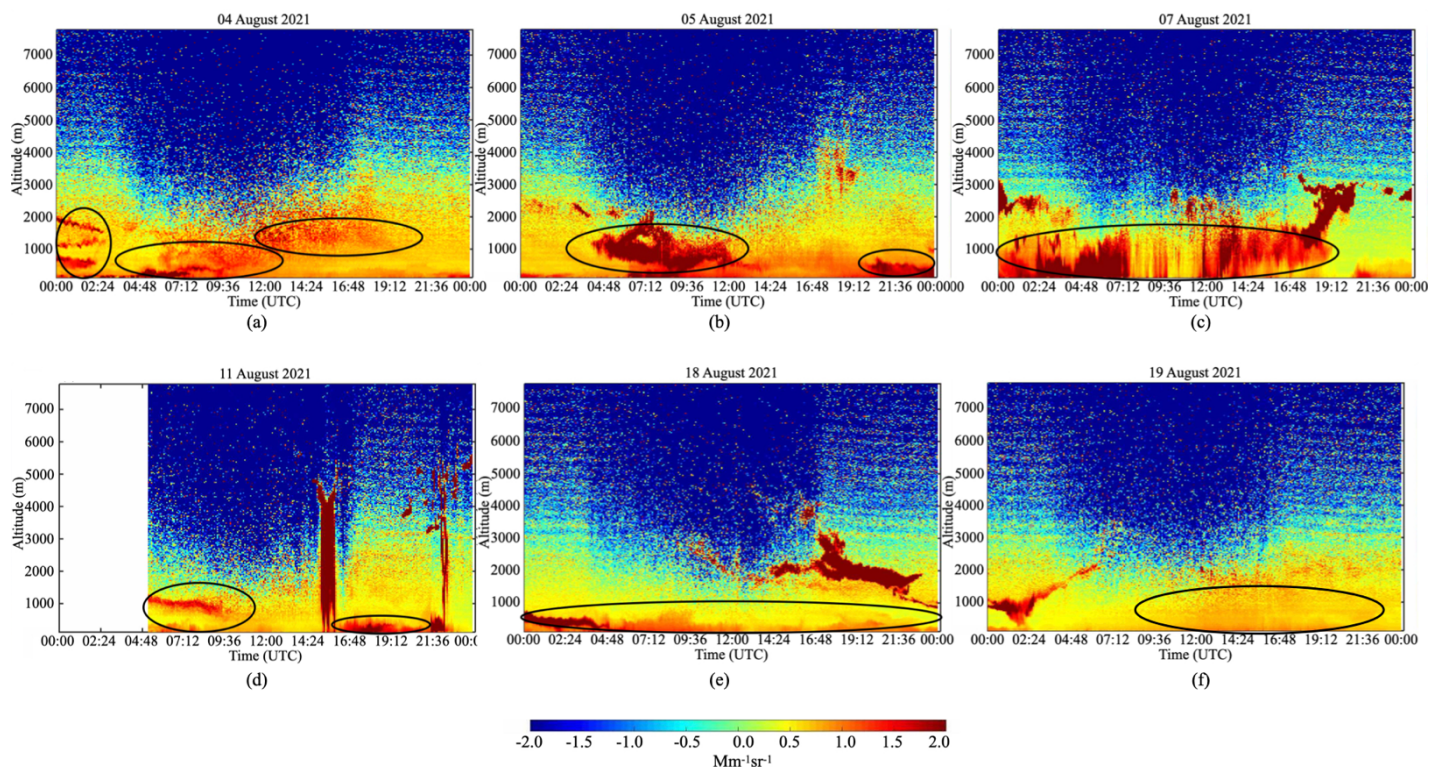 04 August 2021
05 August 2021
07 August 2021
Altitude (m)
7000
6000
5000
4000
3000
2000
1000
00:00 02:24 04:48 07:12 09:36 12:00 14:24 16:48 19:12 21:36 00:00
Time (UTC)
(a)
Altitude (m)
7000
6000
5000
4000
3000
2000
1000
00:00 02:24 04:48 07:12 09:36 12:00 14:24 16:48 19:12 21:36 00:00
Time (UTC)
(b)
Altitude (m)
7000
6000
5000
4000
3000
2000
1000
00:00 02:24 04:48 07:12 09:36 12:00 14:24 16:48 19:12 21:36 00:00
Time (UTC)
(c)
11 August 2021
18 August 2021
19 August 2021
Altitude (m)
7000
6000
5000
4000
3000
2000
1000
00:00 02:24 04:48 07:12 09:36 12:00 14:24 16:48 19:12 21:36 00:00
Time (UTC)
(d)
Altitude (m)
7000
6000
5000
4000
3000
2000
1000
00:00 02:24 04:48 07:12 09:36 12:00 14:24 16:48 19:12 21:36 00:00
Time (UTC)
(e)
Altitude (m)
7000
6000
5000
4000
3000
2000
1000
00:00 02:24 04:48 07:12 09:36 12:00 14:24 16:48 19:12 21:36 00:00
Time (UTC)
(f)
-2.0 -1.5 -1.0 -0.5 0.0 0.5 1.0 1.5 2.0
Mm⁻¹sr⁻¹